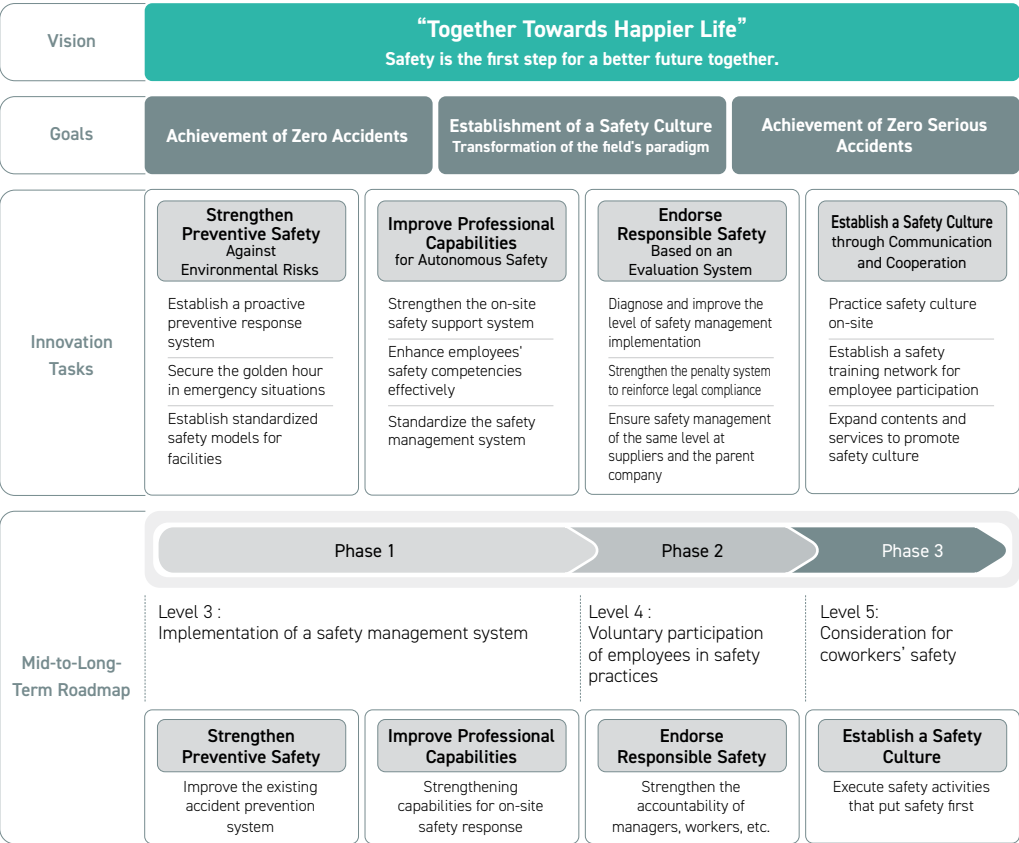 Vision
“Together Towards Happier Life”
Safety is the first step for a better future together.
Goals
Achievement of Zero Accidents
Establishment of a Safety Culture
Transformation of the field's paradigm
Achievement of Zero Serious
Accidents
Innovation
Tasks
Strengthen
Preventive Safety
Against
Environmental Risks
Establish a proactive
preventive response
system
Secure the golden hour
in emergency situations
Establish standardized
safety models for
facilities
Improve Professional
Capabilities
for Autonomous Safety
Strengthen the on-site
safety support system
Enhance employees'
safety competencies
effectively
Standardize the safety
management system
Endorse
Responsible Safety
Based on an
Evaluation System
Diagnose and improve the
level of safety management
implementation
Strengthen the penalty system
to reinforce legal compliance
Ensure safety management
of the same level at
suppliers and the parent
company
Establish a Safety Culture
through Communication
and Cooperation
Practice safety culture
on-site
Establish a safety
training network for
employee participation
Expand contents and
services to promote
safety culture
Mid-to-Long-
Term Roadmap
Phase 1
Phase 2
Phase 3
Level 3 :
Implementation of a safety management system
Level 4 :
Voluntary participation
of employees in safety
practices
Level 5:
Consideration for
coworkers’ safety
Strengthen
Preventive Safety
Improve the existing
accident prevention
system
Improve Professional
Capabilities
Strengthening
capabilities for on-site
safety response
Endorse
Responsible Safety
Strengthen the
accountability of
managers, workers, etc.
Establish a Safety
Culture
Execute safety activities
that put safety first